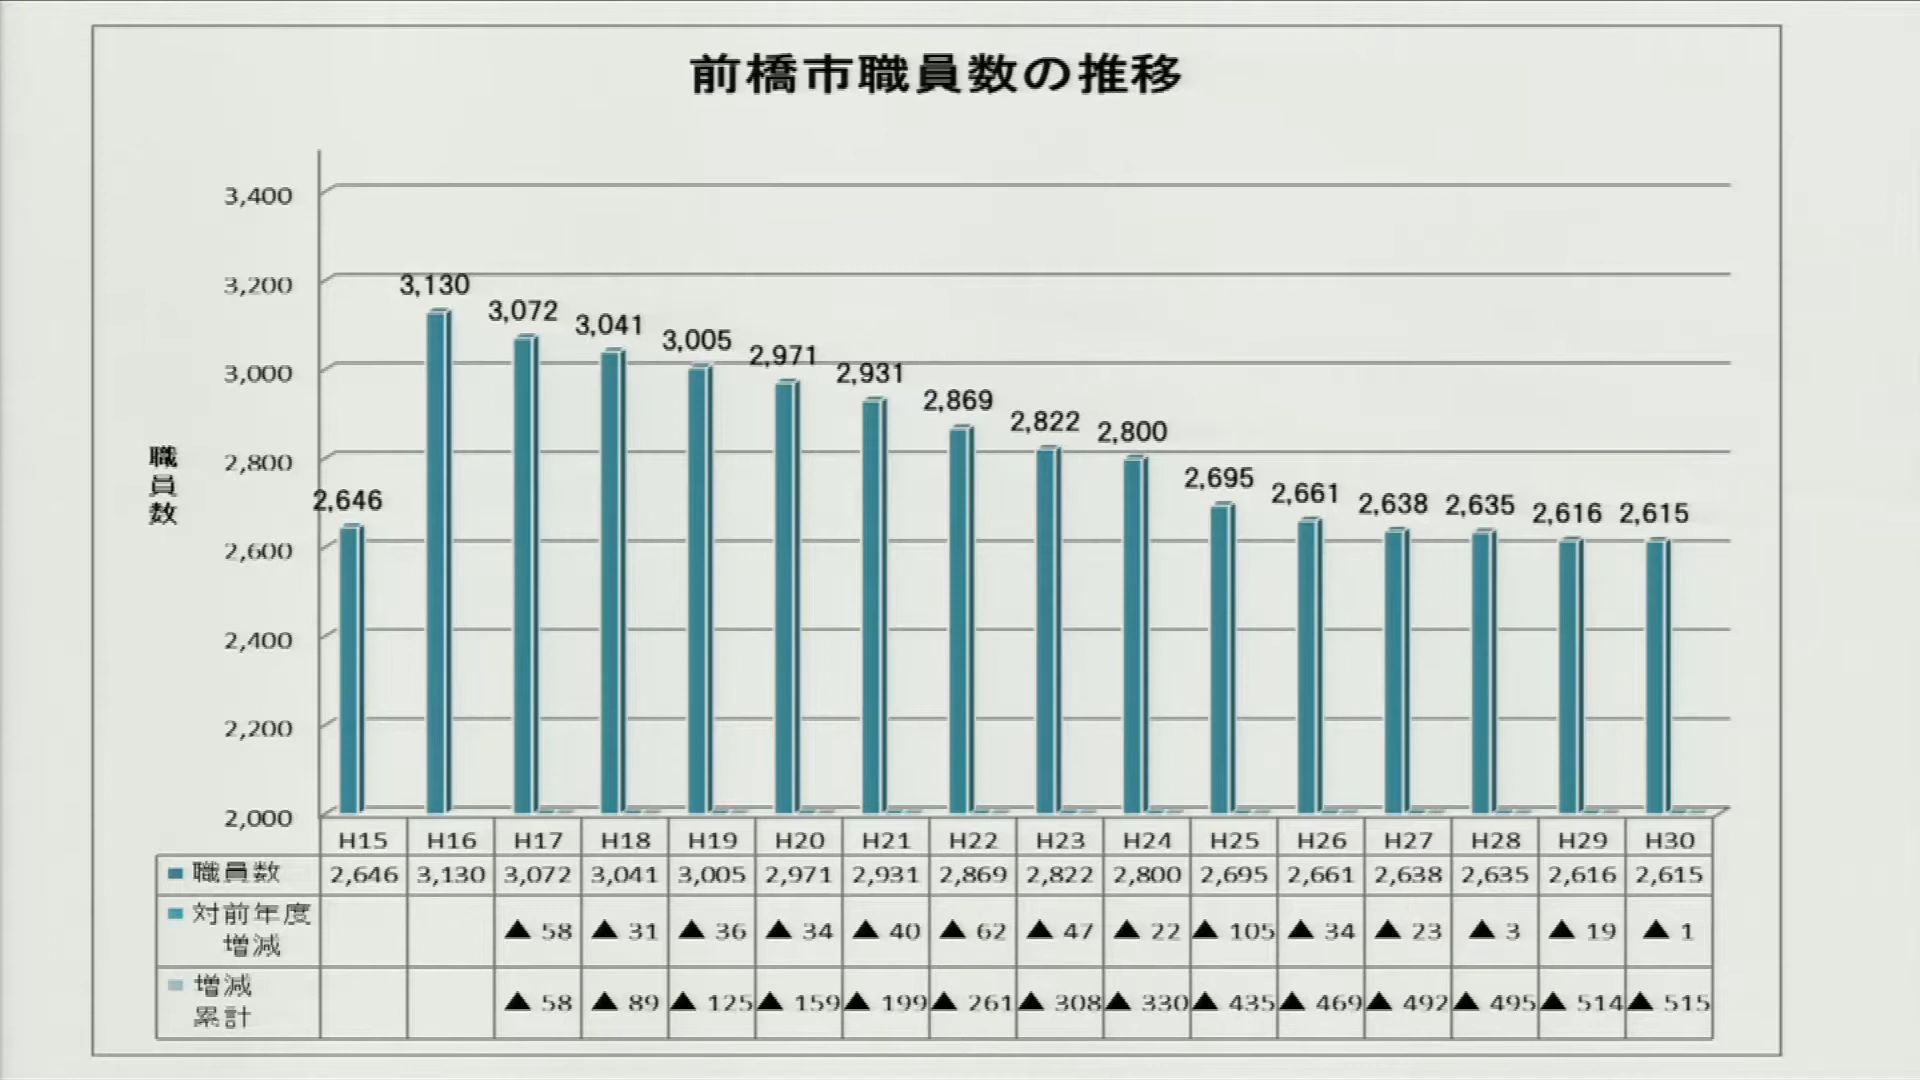 前橋市職員数の推移
3,400
3,200
3,000
2,800
2,600
2,400
2,200
2,000
職員数
2,646 3,130 3,072 3,041 3,005 2,971 2,931 2,869 2,822 2,800 2,695 2,661 2,638 2,635 2,616 2,615
H15 H16 H17 H18 H19 H20 H21 H22 H23 H24 H25 H26 H27 H28 H29 H30
職員数 2,646 3,130 3,072 3,041 3,005 2,971 2,931 2,869 2,822 2,800 2,695 2,661 2,638 2,635 2,616 2,615
対前年度
増減 ▲ 58 ▲ 31 ▲ 36 ▲ 34 ▲ 40 ▲ 62 ▲ 47 ▲ 22 ▲ 105 ▲ 34 ▲ 23 ▲ 3 ▲ 19 ▲ 1
増減
累計 ▲ 58 ▲ 89 ▲ 125 ▲ 159 ▲ 199 ▲ 261 ▲ 308 ▲ 330 ▲ 435 ▲ 469 ▲ 492 ▲ 495 ▲ 514 ▲ 515